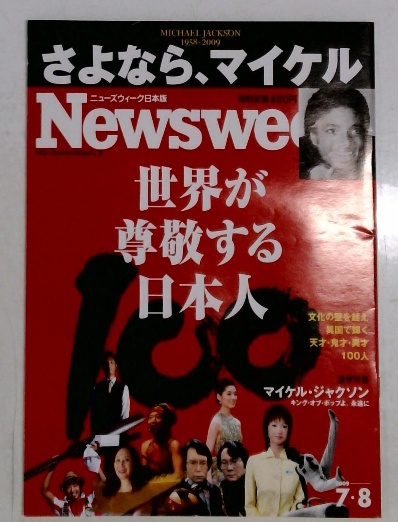 MICHAEL JACKSON
1958-2009
さよなら、マイケル
ニューズウィーク日本版
Newswee
世界が
尊敬する
日本人
100
文化の壁を越え
異国で輝く
天才・鬼才・異才
100人
マイケル・ジャクソン
キング・オブ・ポップよ、永遠に
2009
7・8